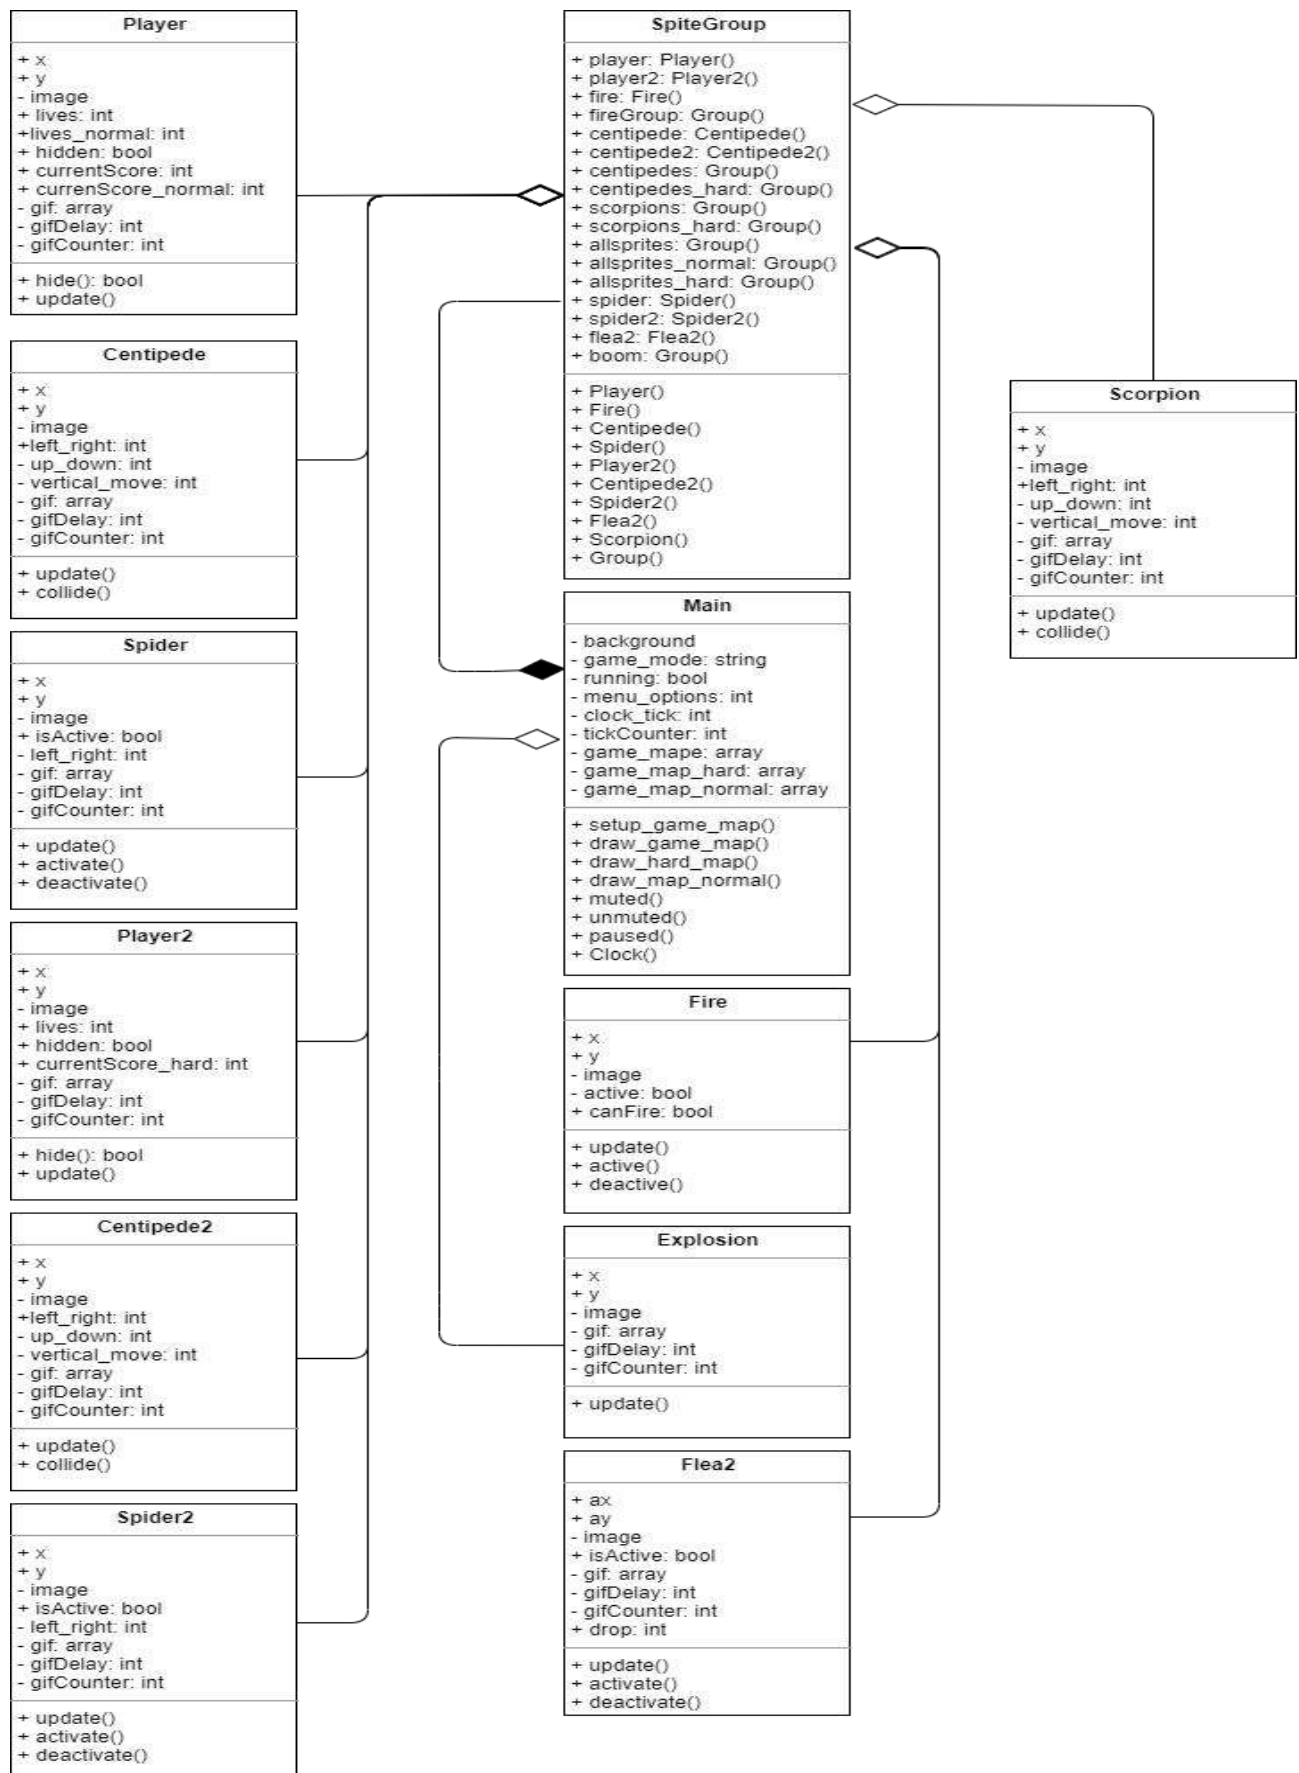 Player
+ x
+ y
- image
+ lives: int
+lives_normal: int
+ hidden: bool
+ currentScore: int
+ currenScore_normal: int
- gif: array
- gifDelay: int
- gifCounter: int
+ hide(): bool
+ update()
Centipede
+ x
+ y
- image
+left_right: int
- up_down: int
- vertical_move: int
- gif: array
- gifDelay: int
- gifCounter: int
+ update()
+ collide()
Spider
+ x
+ y
- image
+ isActive: bool
- left_right: int
- gif: array
- gifDelay: int
- gifCounter: int
+ update()
+ activate()
+ deactivate()
Player2
+ x
+ y
- image
+ lives: int
+ hidden: bool
+ currentScore_hard: int
- gif: array
- gifDelay: int
- gifCounter: int
+ hide(): bool
+ update()
Centipede2
+ x
+ y
- image
+left_right: int
- up_down: int
- vertical_move: int
- gif: array
- gifDelay: int
- gifCounter: int
+ update()
+ collide()
Spider2
+ x
+ y
- image
+ isActive: bool
- left_right: int
- gif: array
- gifDelay: int
- gifCounter: int
+ update()
+ activate()
+ deactivate()
SpiteGroup
+ player: Player()
+ player2: Player2()
+ fire: Fire()
+ fireGroup: Group()
+ centipede: Centipede()
+ centipede2: Centipede2()
+ centipedes: Group()
+ centipedes_hard: Group()
+ scorpions: Group()
+ scorpions_hard: Group()
+ allsprites: Group()
+ allsprites_normal: Group()
+ allsprites_hard: Group()
+ spider: Spider()
+ spider2: Spider2()
+ flea2: Flea2()
+ boom: Group()
+ Player()
+ Fire()
+ Centipede()
+ Spider()
+ Player2()
+ Centipede2()
+ Spider2()
+ Flea2()
+ Scorpion()
+ Group()
Main
- background
- game_mode: string
- running: bool
- menu_options: int
- clock_tick: int
- tickCounter: int
- game_mape: array
- game_map_hard: array
- game_map_normal: array
+ setup_game_map()
+ draw_game_map()
+ draw_hard_map()
+ draw_map_normal()
+ muted()
+ unmuted()
+ paused()
+ Clock()
Fire
+ x
+ y
- image
- active: bool
+ canFire: bool
+ update()
+ active()
+ deactive()
Explosion
+ x
+ y
- image
- gif: array
- gifDelay: int
- gifCounter: int
+ update()
Flea2
+ ax
+ ay
- image
+ isActive: bool
- gif: array
- gifDelay: int
- gifCounter: int
+ drop: int
+ update()
+ activate()
+ deactivate()
Scorpion
+ x
+ y
- image
+left_right: int
- up_down: int
- vertical_move: int
- gif: array
- gifDelay: int
- gifCounter: int
+ update()
+ collide()